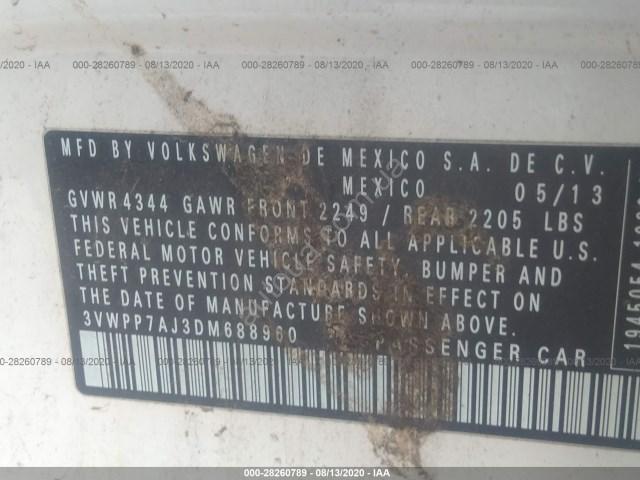 000-28260789 - 08/13/2020 - IAA
MFD BY VOLKSWAGEN DE MEXICO S.A. DE C.V.
MEXICO 05/13
GVWR 4344 GAWR FRONT 2249 / REAR 2205 LBS
THIS VEHICLE CONFORMS TO ALL APPLICABLE U.S.
FEDERAL MOTOR VEHICLE SAFETY, BUMPER AND
THEFT PREVENTION STANDARDS IN EFFECT ON
THE DATE OF MANUFACTURE SHOWN ABOVE
3VWPP7AJ3DM688960 PASSENGER CAR
000-28260789 - 08/13/2020 - IAA